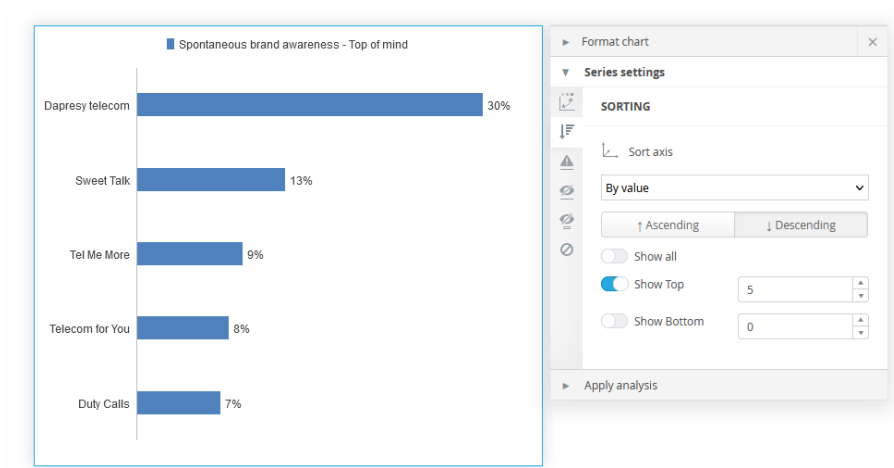 Spontaneous brand awareness - Top of mind
Dapresy telecom
30%
Sweet Talk
13%
Tel Me More
9%
Telecom for You
8%
Duty Calls
7%
Format chart
Series settings
SORTING
Sort axis
By value
↑ Ascending
↓ Descending
Show all
Show Top
5
Show Bottom
0
Apply analysis